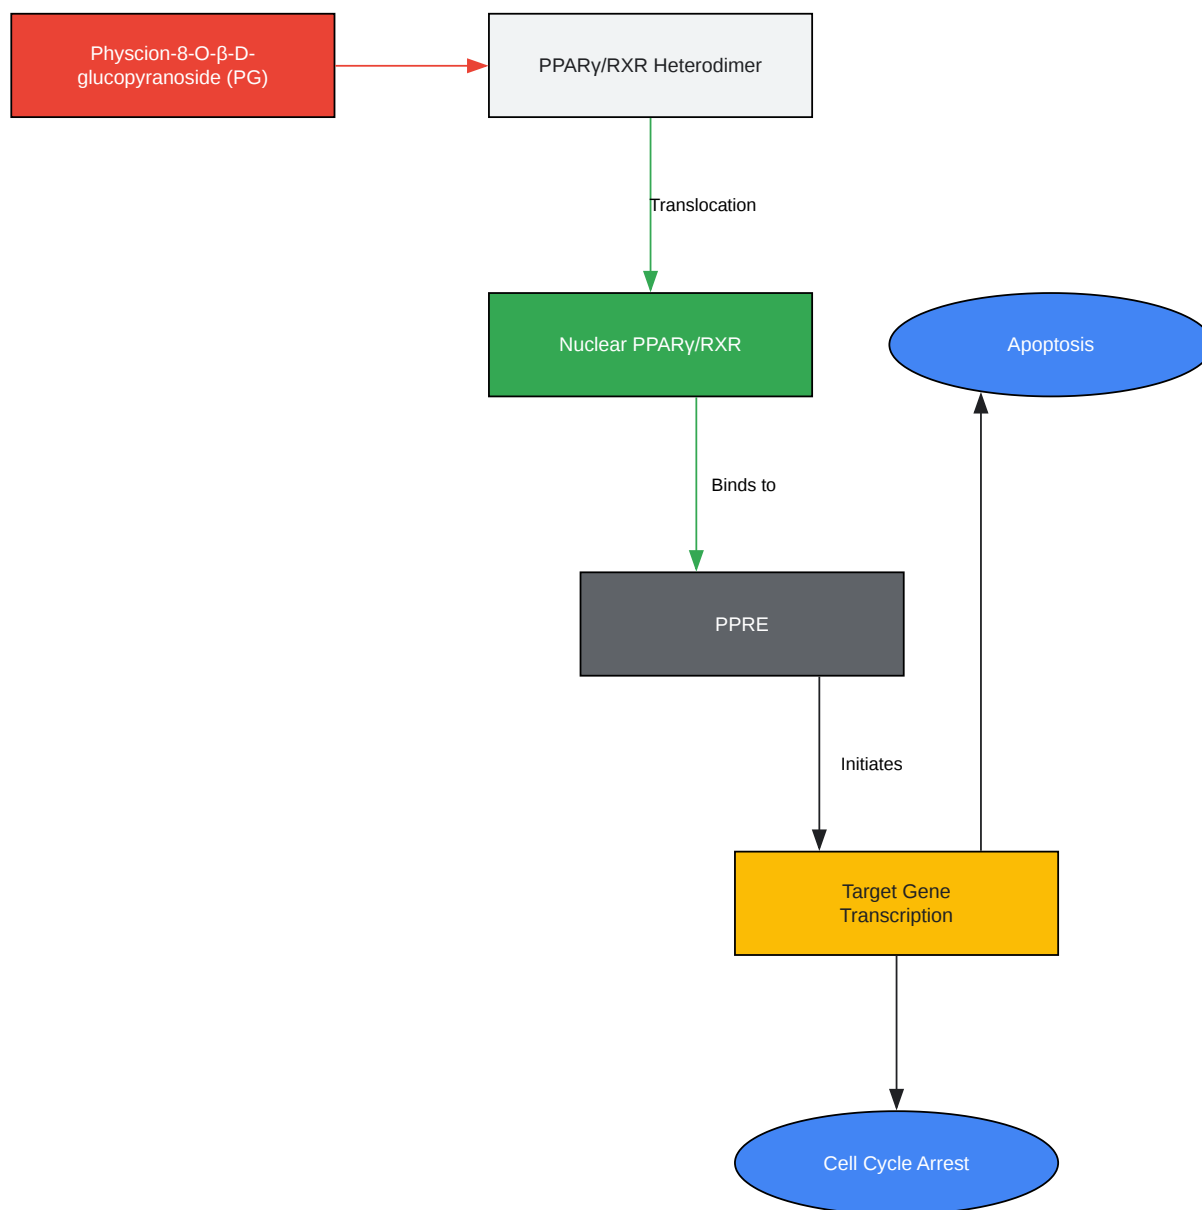 Physcion-8-O-β-D-
glucopyranoside (PG)
PPARγ/RXR Heterodimer
Translocation
Nuclear PPARγ/RXR
Apoptosis
Binds to
PPRE
Initiates
Target Gene
Transcription
Cell Cycle Arrest